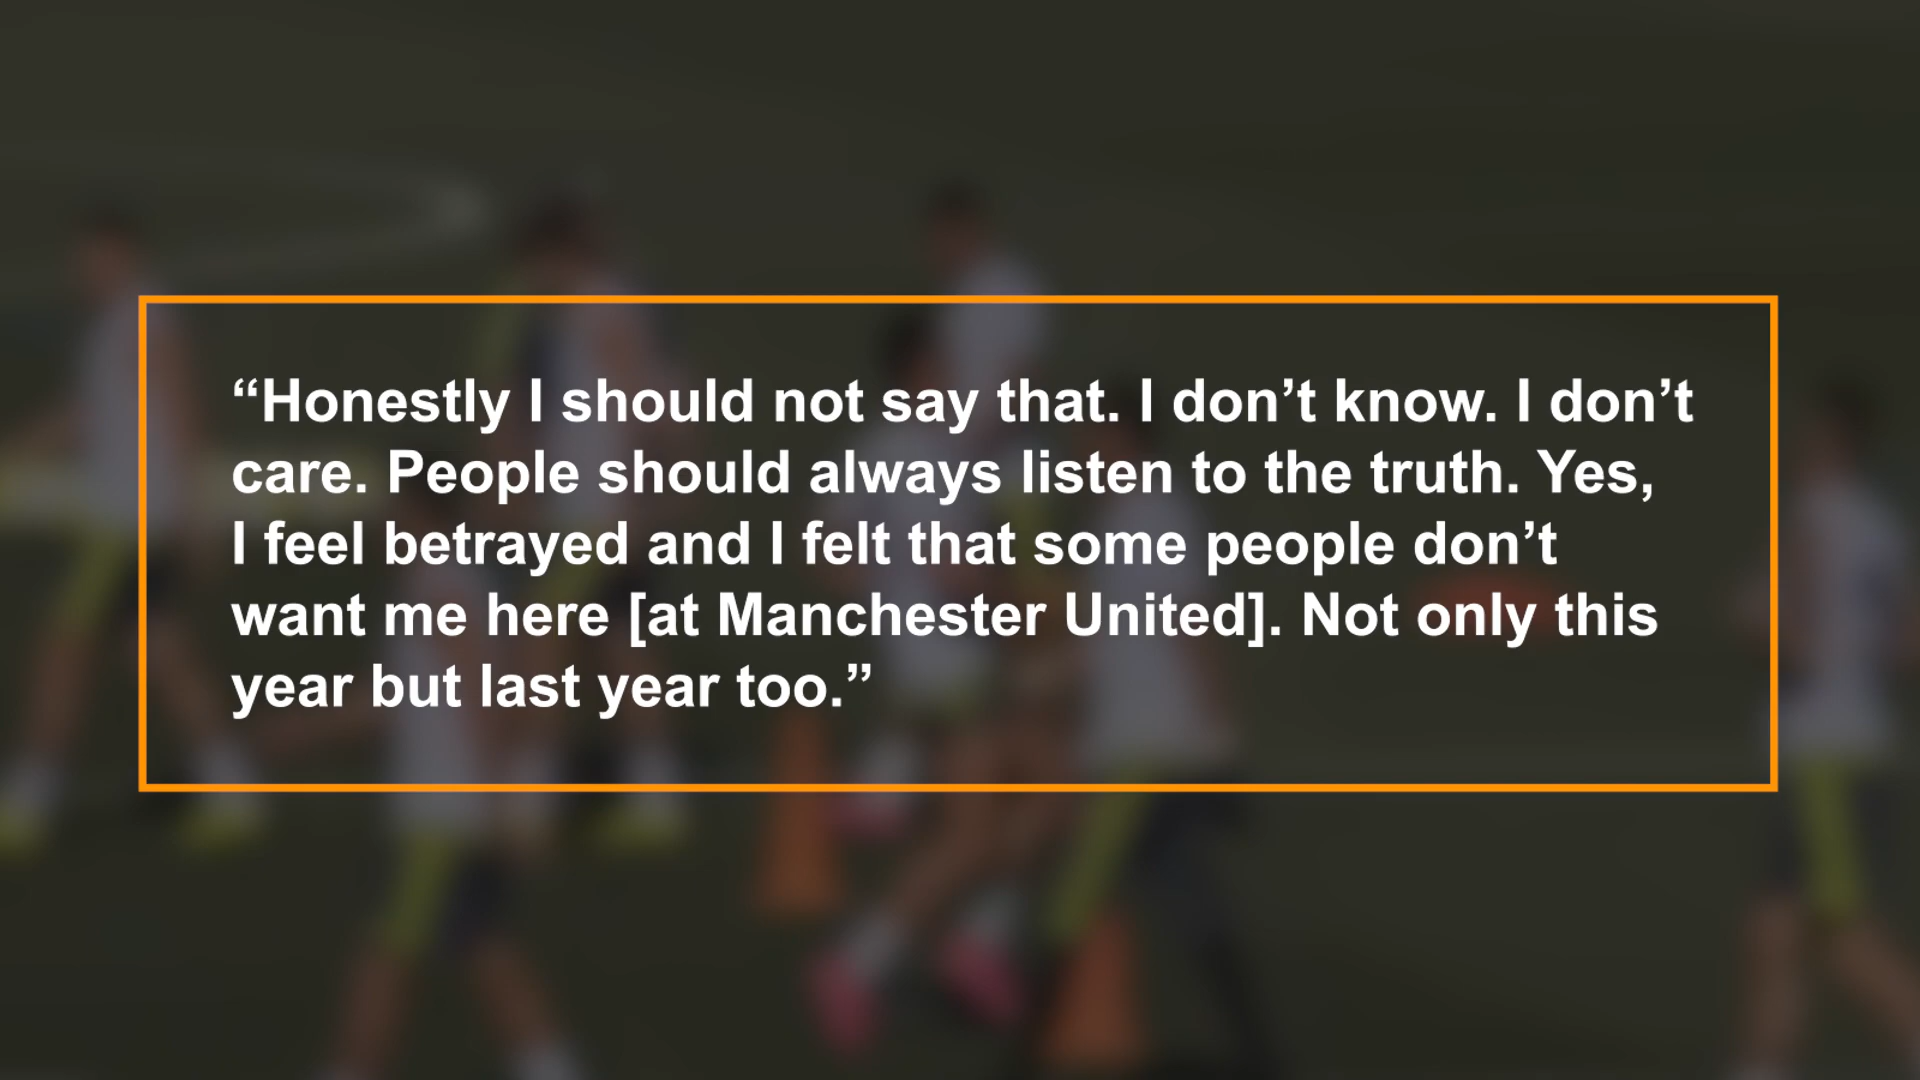 “Honestly I should not say that. I don’t know. I don’t
care. People should always listen to the truth. Yes,
I feel betrayed and I felt that some people don’t
want me here [at Manchester United]. Not only this
year but last year too.”